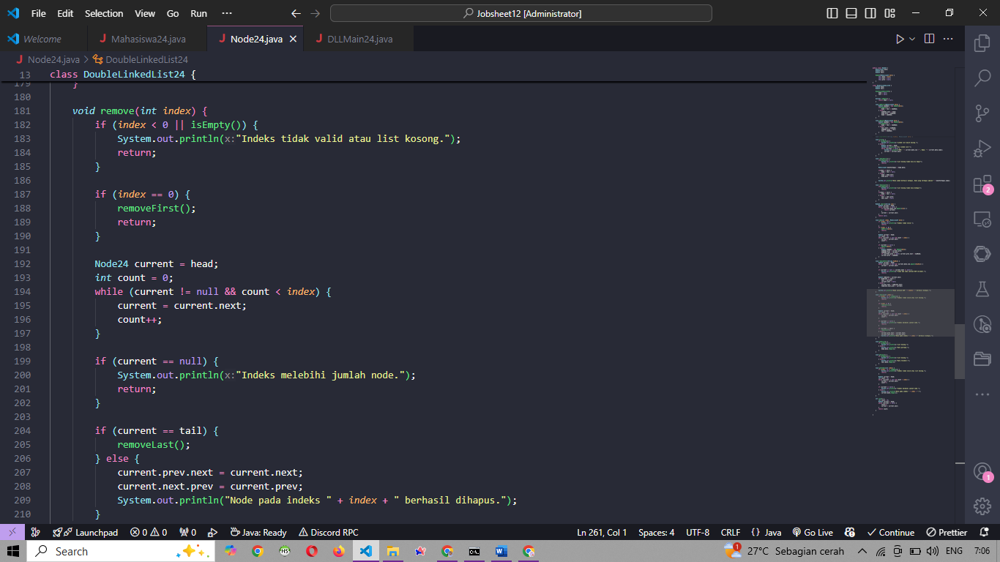 File Edit Selection View Go Run ··· Jobsheet12 [Administrator]
Welcome Mahasiswa24.java Node24.java DLLMain24.java
Node24.java > DoubleLinkedList24
13 class DoubleLinkedList24 {
179 }
180
181 void remove(int index) {
182 if (index < 0 || isEmpty()) {
183 System.out.println(x:"Indeks tidak valid atau list kosong.");
184 return;
185 }
186
187 if (index == 0) {
188 removeFirst();
189 return;
190 }
191
192 Node24 current = head;
193 int count = 0;
194 while (current != null && count < index) {
195 current = current.next;
196 count++;
197 }
198
199 if (current == null) {
200 System.out.println(x:"Indeks melebihi jumlah node.");
201 return;
202 }
203
204 if (current == tail) {
205 removeLast();
206 } else {
207 current.prev.next = current.next;
208 current.next.prev = current.prev;
209 System.out.println("Node pada indeks " + index + " berhasil dihapus.");
210 }
2
1
Launchpad 0 0 0 Java: Ready Discord RPC Ln 261, Col 1 Spaces: 4 UTF-8 CRLF {} Java Go Live Continue Prettier
Search 1 27°C Sebagian cerah ENG 7:06